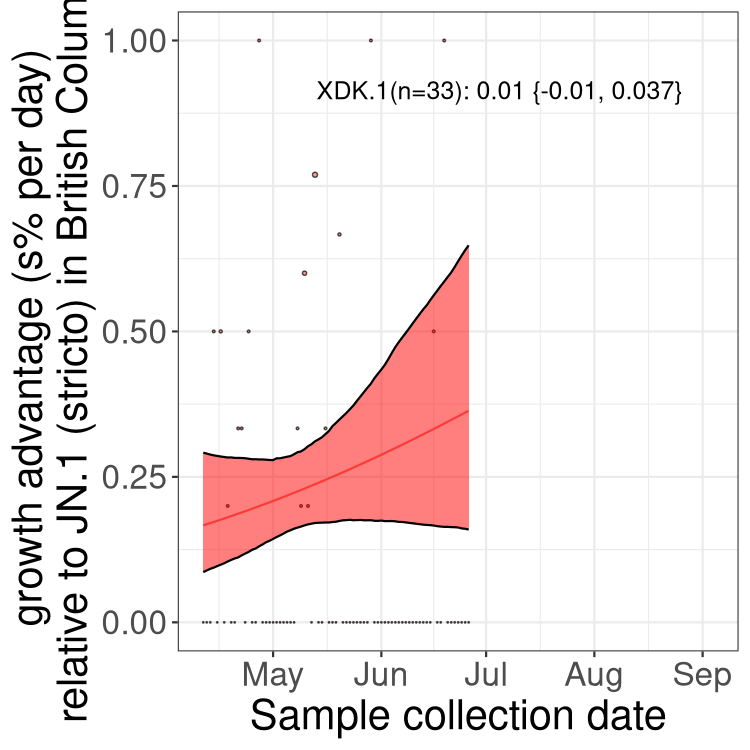 growth advantage (s% per day)
relative to JN.1 (stricto) in British Colum
1.00
0.75
0.50
0.25
0.00
XDK.1(n=33): 0.01 {-0.01, 0.037}
May Jun Jul Aug Sep
Sample collection date